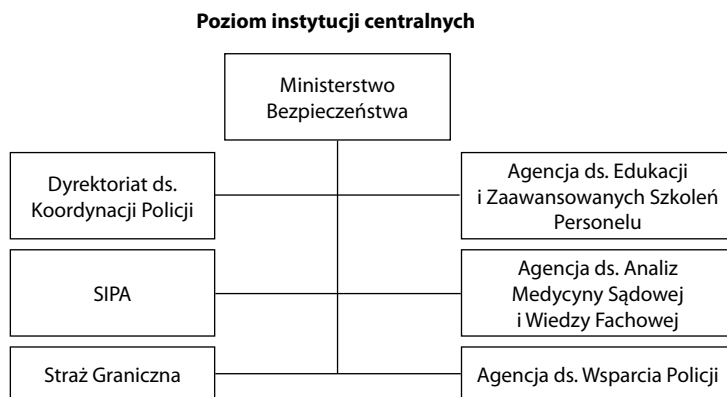 Poziom instytucji centralnych
Ministerstwo
Bezpieczeństwa
Dyrektoriat ds.
Koordynacji Policji
Agencja ds. Edukacji
i Zaawansowanych Szkoleń
Personelu
SIPA
Agencja ds. Analiz
Medycyny Sądowej
i Wiedzy Fachowej
Straż Graniczna
Agencja ds. Wsparcia Policji